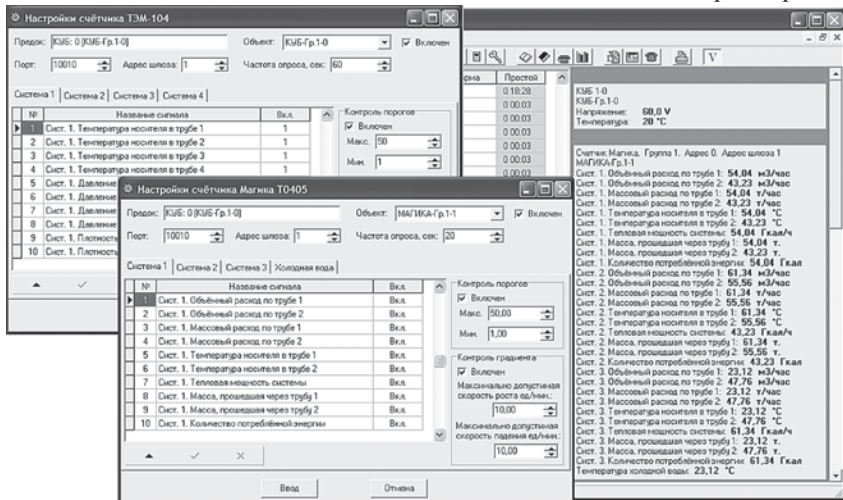 Настройки счётчика ТЭМ-104
Предок: КУБ: 0 [КУБ-Гр.1-0] Объект: КУБ-Гр.1-0 Включен
Порт: 10010 Адрес шлюза: 1 Частота опроса, сек: 60
Система 1 Система 2 Система 3 Система 4
№ Название сигнала Вкл.
1 Сист. 1. Температура носителя в трубе 1 1
2 Сист. 1. Температура носителя в трубе 2 1
3 Сист. 1. Температура носителя в трубе 3 1
4 Сист. 1. Температура носителя в трубе 4 1
5 Сист. 1. Давление
6 Сист. 1. Давление
7 Сист. 1. Давление
8 Сист. 1. Давление
9 Сист. 1. Плотность
10 Сист. 1. Плотность
Контроль порогов
Включен
Макс. 50
Мин. 1
Настройки счётчика Магика Т0405
Предок: КУБ: 0 [КУБ-Гр.1-0] Объект: МАГИКА-Гр.1-1 Включен
Порт: 10010 Адрес шлюза: 1 Частота опроса, сек: 20
Система 1 Система 2 Система 3 Холодная вода
№ Название сигнала Вкл.
1 Сист. 1. Объёмный расход по трубе 1 Вкл.
2 Сист. 1. Объёмный расход по трубе 2 Вкл.
3 Сист. 1. Массовый расход по трубе 1 Вкл.
4 Сист. 1. Массовый расход по трубе 2 Вкл.
5 Сист. 1. Температура носителя в трубе 1 Вкл.
6 Сист. 1. Температура носителя в трубе 2 Вкл.
7 Сист. 1. Тепловая мощность системы Вкл.
8 Сист. 1. Масса, прошедшая через трубу 1 Вкл.
9 Сист. 1. Масса, прошедшая через трубу 2 Вкл.
10 Сист. 1. Количество потреблённой энергии Вкл.
Контроль порогов
Включен
Макс. 50,00
Мин. 1,00
Контроль градиента
Включен
Максимально допустимая
скорость роста ед/мин.:
10,00
Максимально допустимая
скорость падения ед/мин.:
10,00
Ввод Отмена
рма Простой
0 18:28
0 00:03
0 00:03
0 00:03
0 00:03
0 00:03
0 00:03
V
КУБ 1-0
КУБ-Гр.1-0
Напряжение: 60,0 V
Температура: 20 °C
Счетчик Магика. Группа 1. Адрес 0. Адрес шлюза 1
МАГИКА-Гр.1-1
Сист. 1. Объёмный расход по трубе 1: 54,04 м3/час
Сист. 1. Объёмный расход по трубе 2: 43,23 м3/час
Сист. 1. Массовый расход по трубе 1: 54,04 т/час
Сист. 1. Массовый расход по трубе 2: 43,23 т/час
Сист. 1. Температура носителя в трубе 1: 54,04 °C
Сист. 1. Температура носителя в трубе 2: 43,23 °C
Сист. 1. Тепловая мощность системы: 54,04 Гкал/ч
Сист. 1. Масса, прошедшая через трубу 1: 54,04 т.
Сист. 1. Масса, прошедшая через трубу 2: 43,23 т.
Сист. 1. Количество потреблённой энергии: 54,04 Гкал
Сист. 2. Объёмный расход по трубе 1: 61,34 м3/час
Сист. 2. Объёмный расход по трубе 2: 55,56 м3/час
Сист. 2. Массовый расход по трубе 1: 61,34 т/час
Сист. 2. Массовый расход по трубе 2: 55,56 т/час
Сист. 2. Температура носителя в трубе 1: 61,34 °C
Сист. 2. Температура носителя в трубе 2: 55,56 °C
Сист. 2. Тепловая мощность системы: 43,23 Гкал/ч
Сист. 2. Масса, прошедшая через трубу 1: 61,34 т.
Сист. 2. Масса, прошедшая через трубу 2: 55,56 т.
Сист. 2. Количество потреблённой энергии: 43,23 Гкал
Сист. 3. Объёмный расход по трубе 1: 23,12 м3/час
Сист. 3. Объёмный расход по трубе 2: 47,76 м3/час
Сист. 3. Массовый расход по трубе 1: 23,12 т/час
Сист. 3. Массовый расход по трубе 2: 47,76 т/час
Сист. 3. Температура носителя в трубе 1: 23,12 °C
Сист. 3. Температура носителя в трубе 2: 47,76 °C
Сист. 3. Тепловая мощность системы: 61,34 Гкал/ч
Сист. 3. Масса, прошедшая через трубу 1: 23,12 т.
Сист. 3. Масса, прошедшая через трубу 2: 47,76 т.
Сист. 3. Количество потреблённой энергии: 61,34 Гкал
Температура холодной воды: 23,12 °C